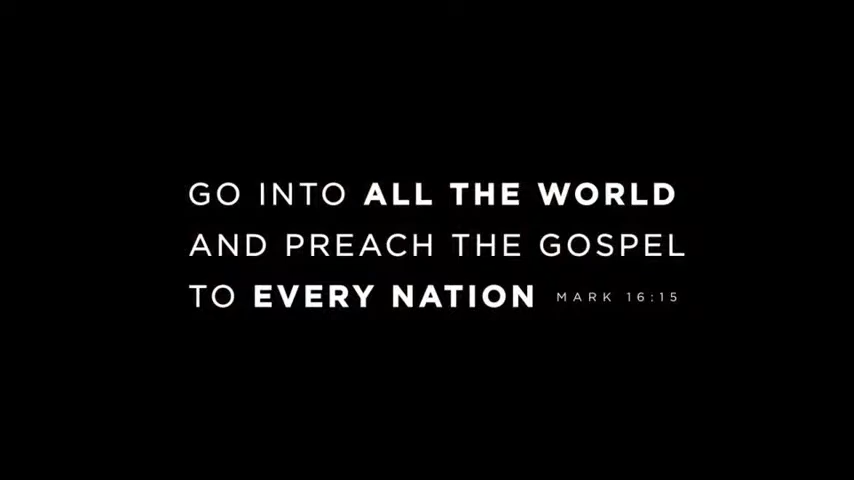 GO INTO ALL THE WORLD
AND PREACH THE GOSPEL
TO EVERY NATION MARK 16:15